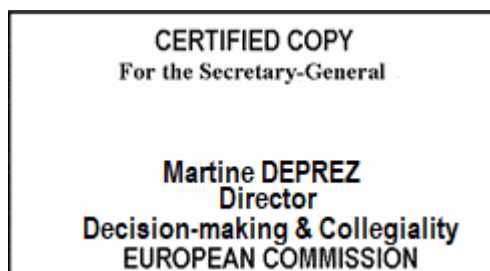 CERTIFIED COPY
For the Secretary-General
Martine DEPREZ
Director
Decision-making & Collegiality
EUROPEAN COMMISSION